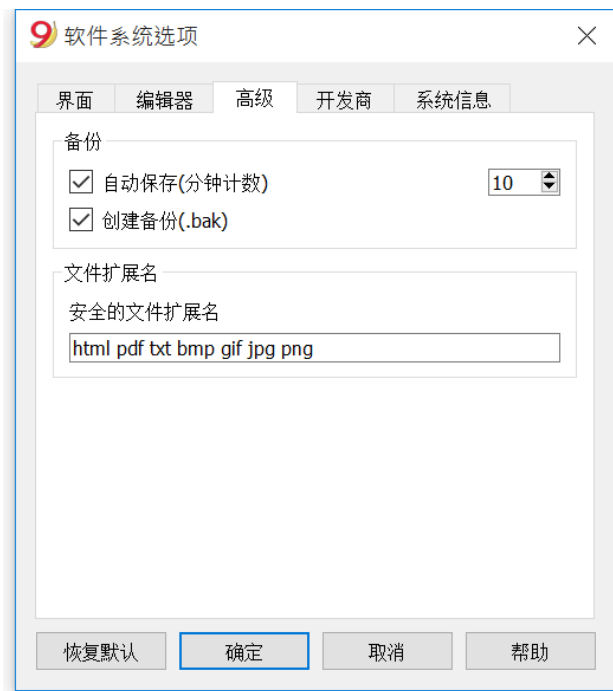 9 软件系统选项
界面 编辑器 高级 开发商 系统信息
备份
自动保存(分钟计数) 10
创建备份(.bak)
文件扩展名
安全的文件扩展名
html pdf txt bmp gif jpg png
恢复默认 确定 取消 帮助